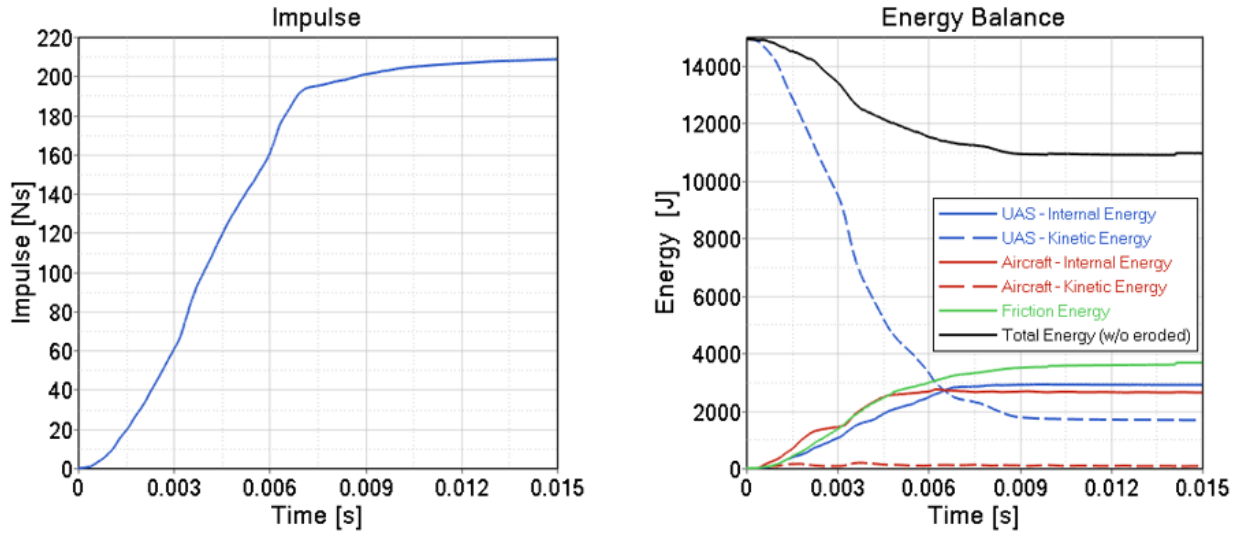 Impulse
220
200
180
160
140
120
100
80
60
40
20
0
Impulse [Ns]
0 0.003 0.006 0.009 0.012 0.015
Time [s]
Energy Balance
14000
12000
10000
8000
6000
4000
2000
0
Energy [J]
UAS - Internal Energy
UAS - Kinetic Energy
Aircraft - Internal Energy
Aircraft - Kinetic Energy
Friction Energy
Total Energy (w/o eroded)
0 0.003 0.006 0.009 0.012 0.015
Time [s]